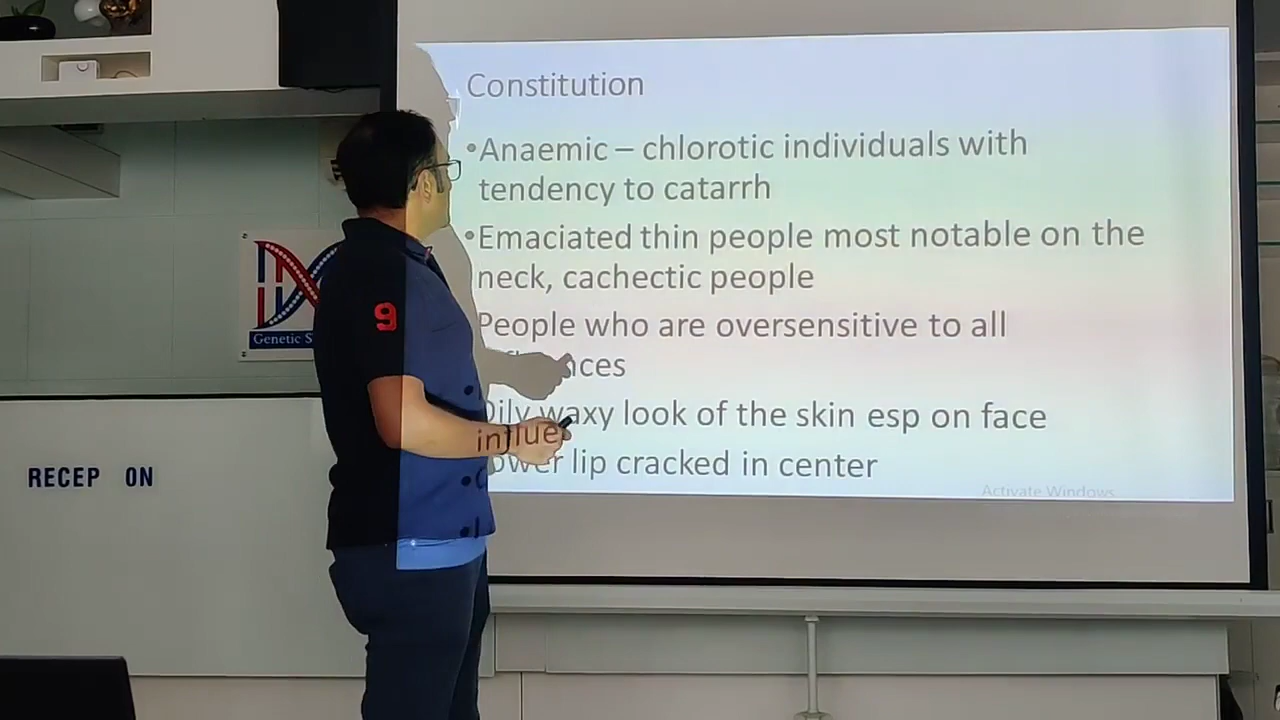 Constitution
•Anaemic – chlorotic individuals with
tendency to catarrh
•Emaciated thin people most notable on the
neck, cachectic people
People who are oversensitive to all
influences
Oily waxy look of the skin esp on face
lower lip cracked in center
Activate Windows
9
Genetic
RECEP ON